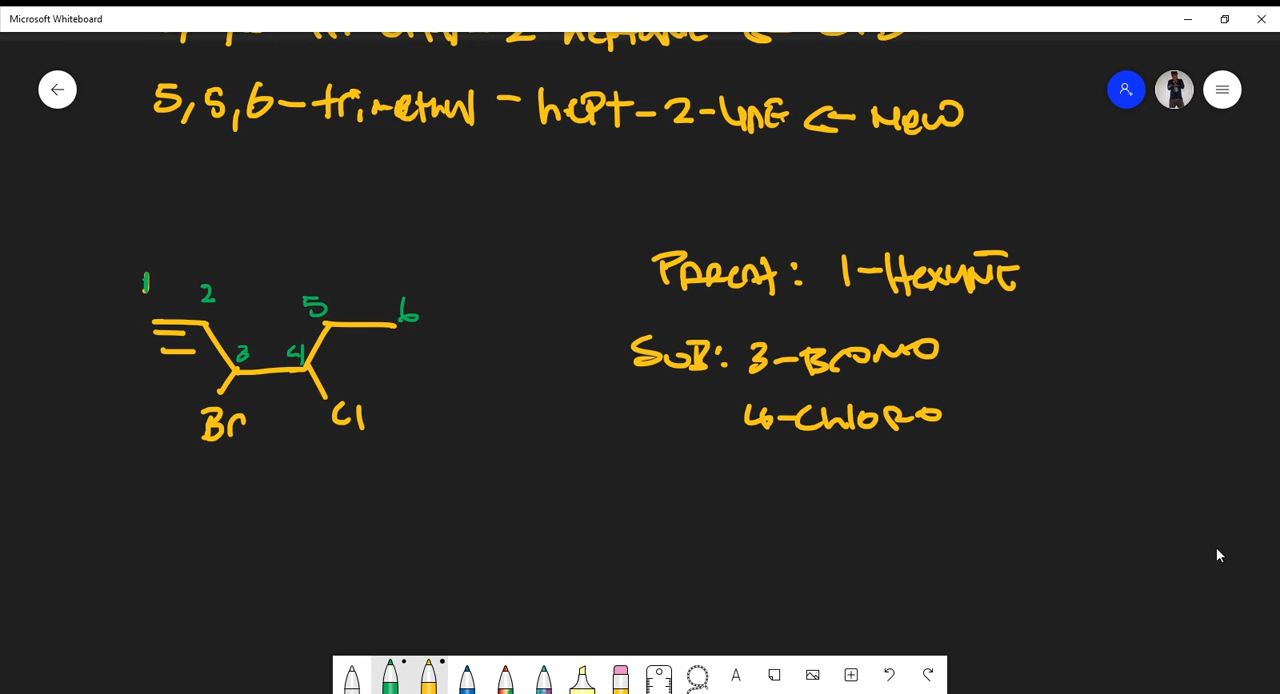 Microsoft Whiteboard
5,5,6-trimethyl - hept-2-yne ← New
Parent: 1-Hexyne
1 2 3 4 5 6
Sub: 3-Bromo
Br Cl
4-Chloro
A